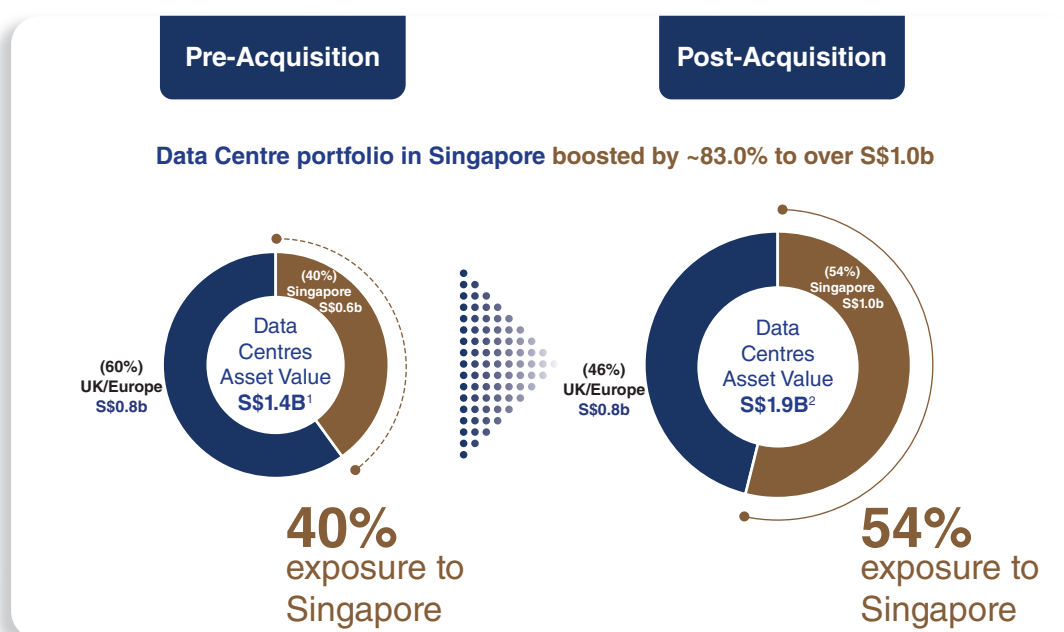 Pre-Acquisition
Post-Acquisition
Data Centre portfolio in Singapore boosted by ~83.0% to over S$1.0b
(40%)
Singapore
S$0.6b
Data
Centres
Asset Value
S$1.4B¹
(60%)
UK/Europe
S$0.8b
40%
exposure to
Singapore
(54%)
Singapore
S$1.0b
Data
Centres
Asset Value
S$1.9B²
(46%)
UK/Europe
S$0.8b
54%
exposure to
Singapore